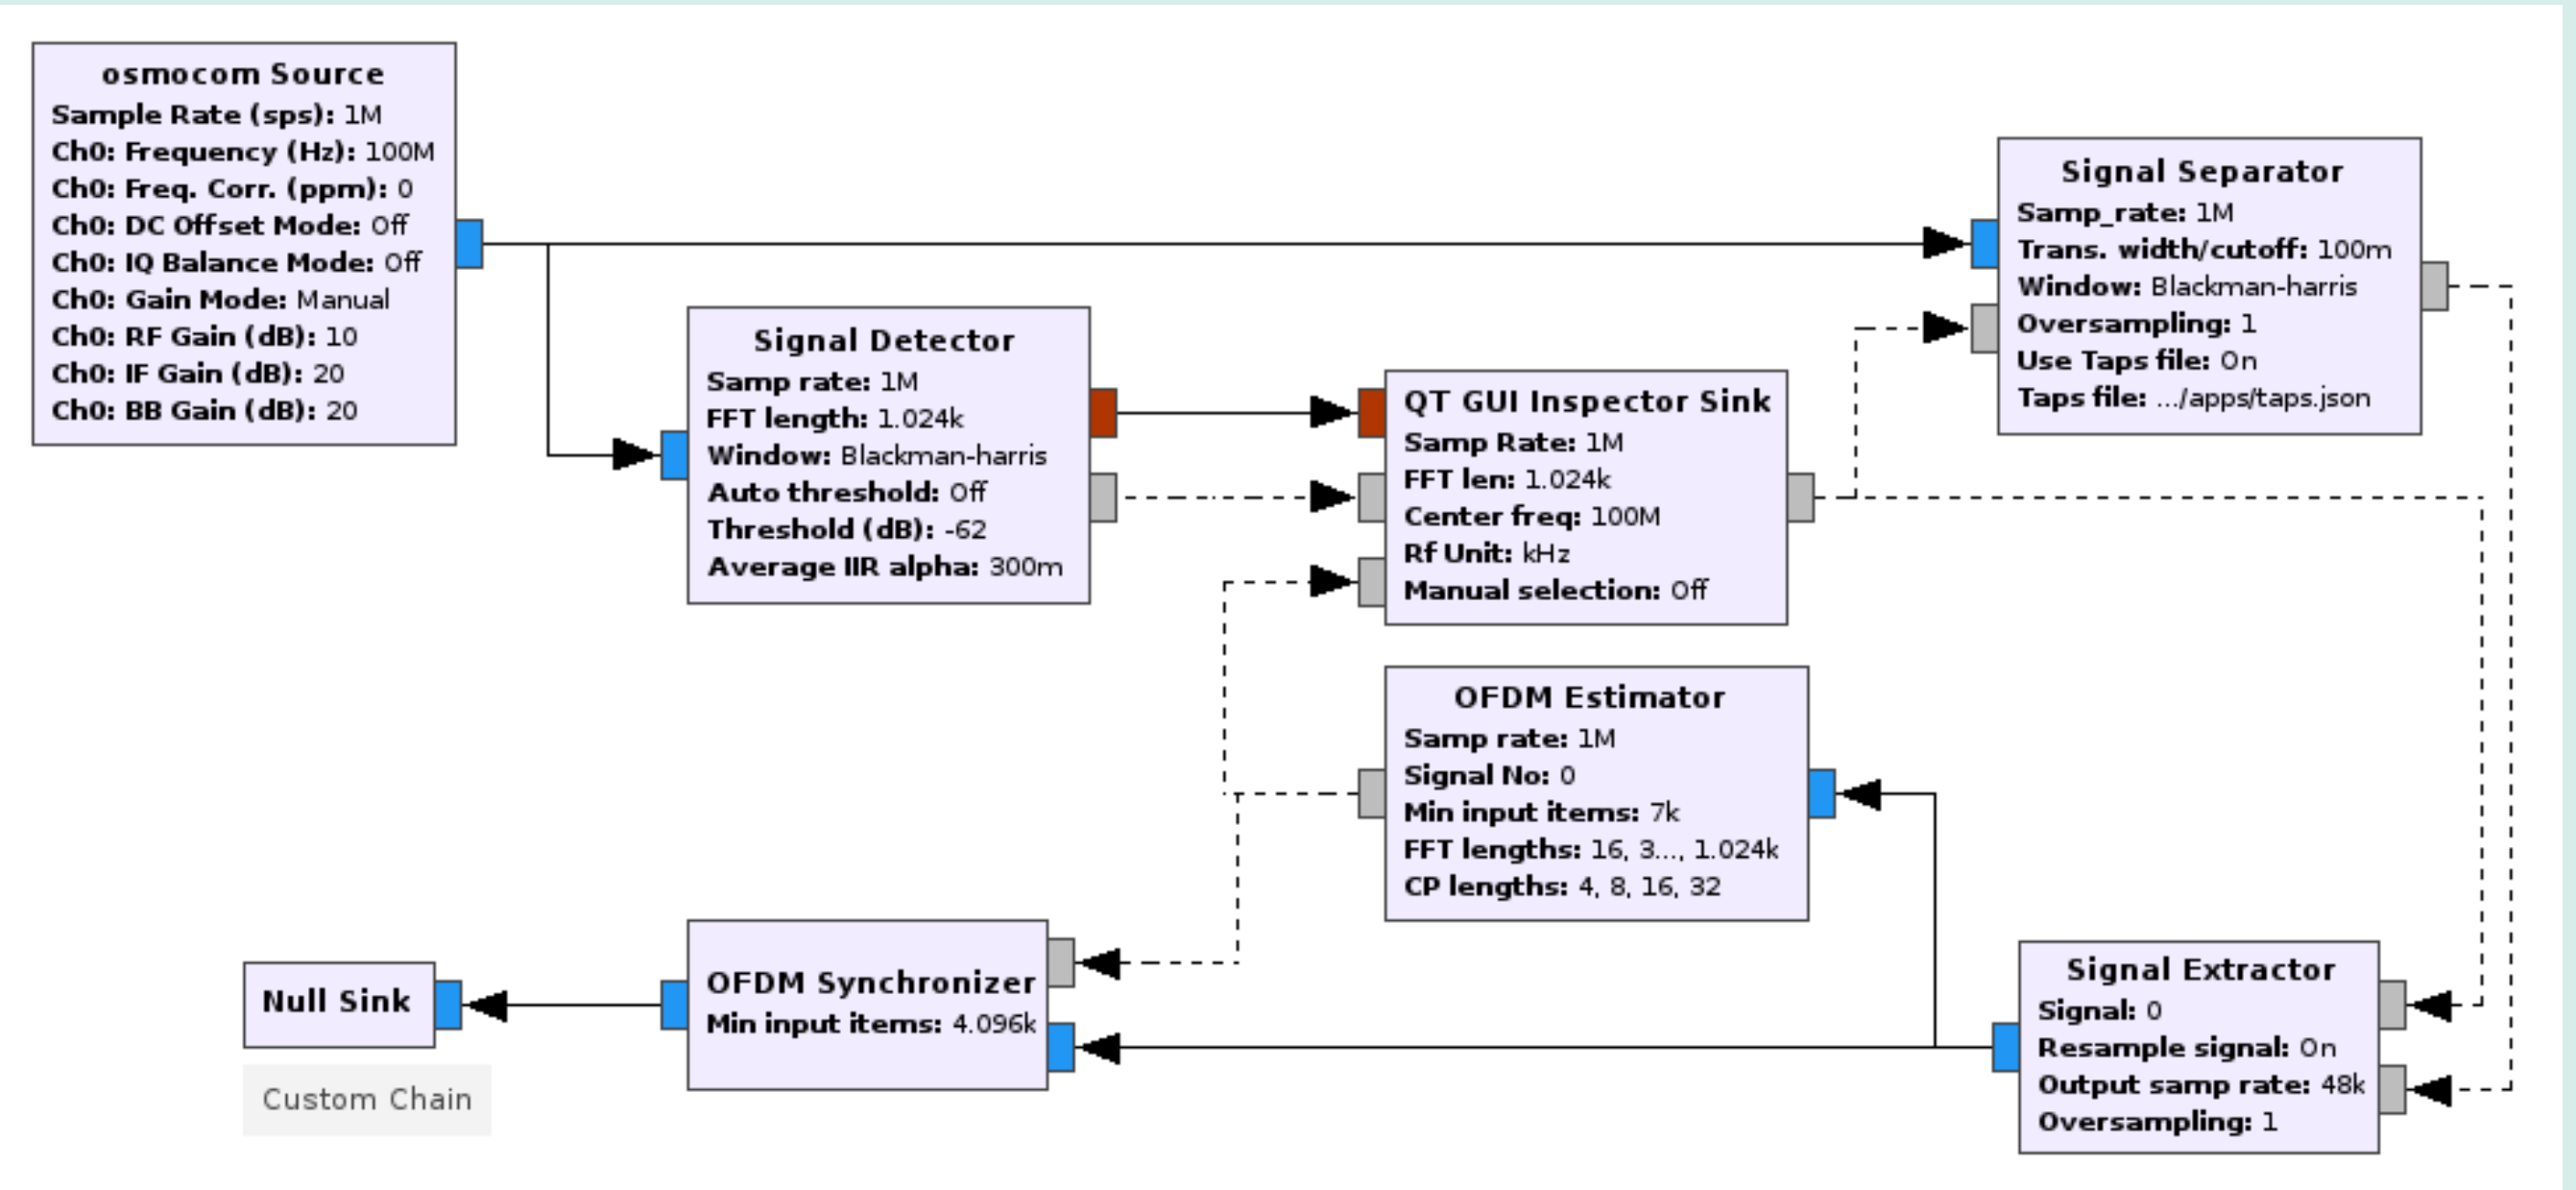 osmocom Source
Sample Rate (sps): 1M
Ch0: Frequency (Hz): 100M
Ch0: Freq. Corr. (ppm): 0
Ch0: DC Offset Mode: Off
Ch0: IQ Balance Mode: Off
Ch0: Gain Mode: Manual
Ch0: RF Gain (dB): 10
Ch0: IF Gain (dB): 20
Ch0: BB Gain (dB): 20
Signal Detector
Samp rate: 1M
FFT length: 1.024k
Window: Blackman-harris
Auto threshold: Off
Threshold (dB): -62
Average IIR alpha: 300m
QT GUI Inspector Sink
Samp Rate: 1M
FFT len: 1.024k
Center freq: 100M
Rf Unit: kHz
Manual selection: Off
Signal Separator
Samp_rate: 1M
Trans. width/cutoff: 100m
Window: Blackman-harris
Oversampling: 1
Use Taps file: On
Taps file: .../apps/taps.json
OFDM Estimator
Samp rate: 1M
Signal No: 0
Min input items: 7k
FFT lengths: 16, 3..., 1.024k
CP lengths: 4, 8, 16, 32
Signal Extractor
Signal: 0
Resample signal: On
Output samp rate: 48k
Oversampling: 1
OFDM Synchronizer
Min input items: 4.096k
Null Sink
Custom Chain